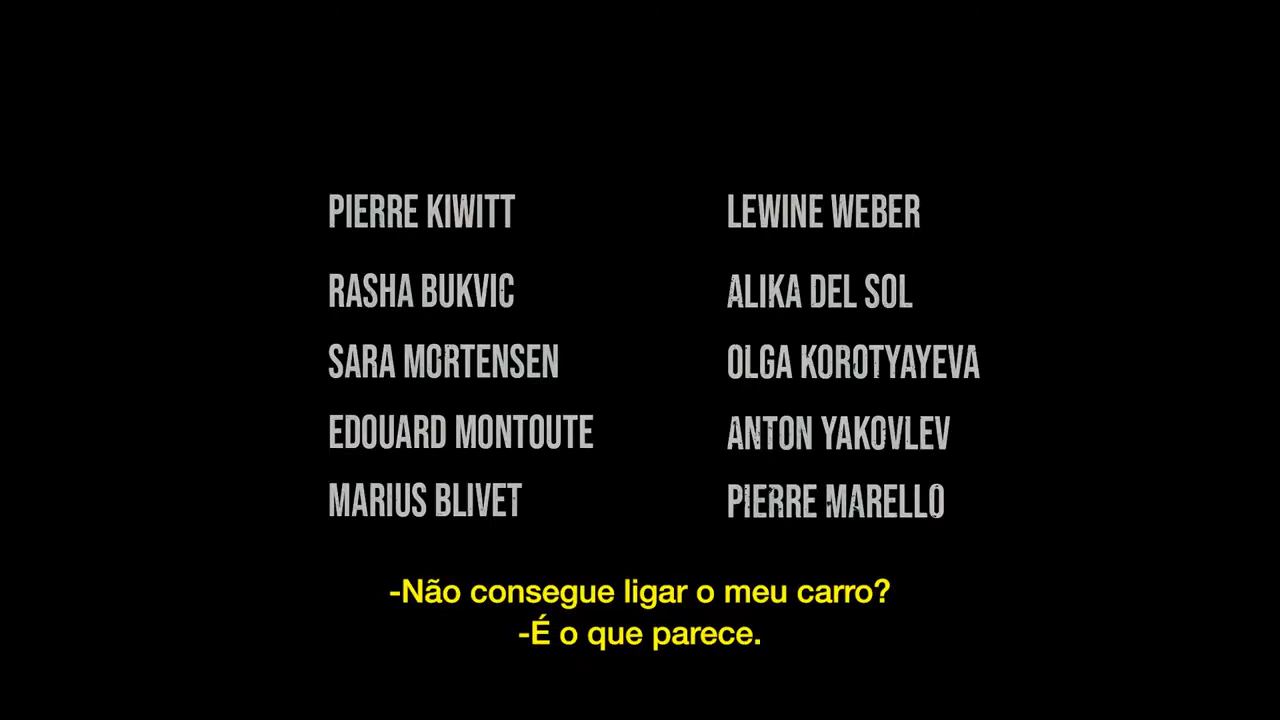 PIERRE KIWITT
RASHA BUKVIC
SARA MORTENSEN
EDOUARD MONTOUTE
MARIUS BLIVET
LEWINE WEBER
ALIKA DEL SOL
OLGA KOROTYAYEVA
ANTON YAKOVLEV
PIERRE MARELLO
-Não consegue ligar o meu carro?
-É o que parece.